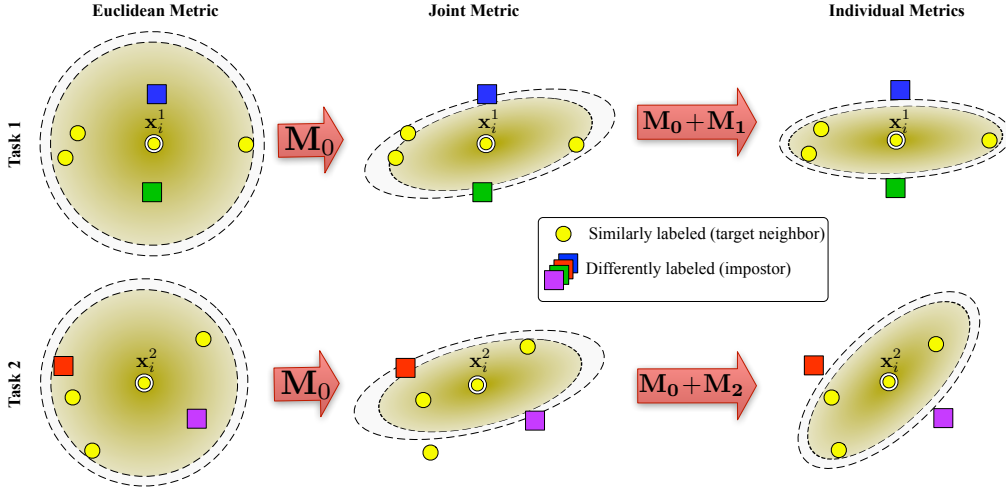 Euclidean Metric
Joint Metric
Individual Metrics
Task 1
x_i^1
M_0
x_i^1
M_0+M_1
x_i^1
Similarly labeled (target neighbor)
Differently labeled (impostor)
Task 2
x_i^2
M_0
x_i^2
M_0+M_2
x_i^2